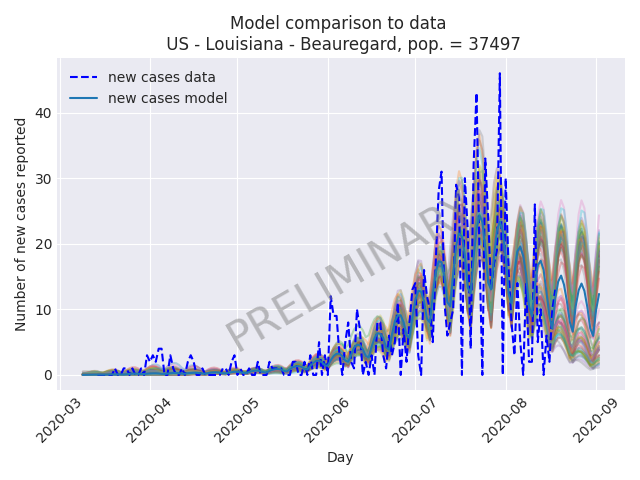 Model comparison to data
US - Louisiana - Beauregard, pop. = 37497
new cases data
new cases model
PRELIMINARY
Number of new cases reported
40
30
20
10
0
2020-03
2020-04
2020-05
2020-06
2020-07
2020-08
2020-09
Day